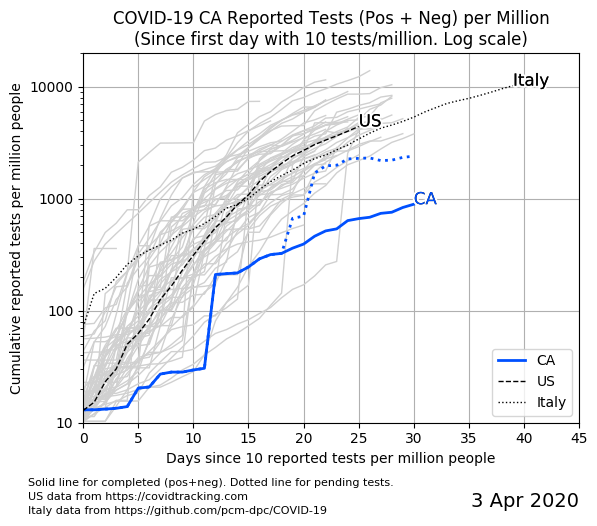 COVID-19 CA Reported Tests (Pos + Neg) per Million
(Since first day with 10 tests/million. Log scale)
Cumulative reported tests per million people
10000
1000
100
10
Italy
US
CA
CA
US
Italy
0 5 10 15 20 25 30 35 40 45
Days since 10 reported tests per million people
Solid line for completed (pos+neg). Dotted line for pending tests.
US data from https://covidtracking.com
Italy data from https://github.com/pcm-dpc/COVID-19
3 Apr 2020